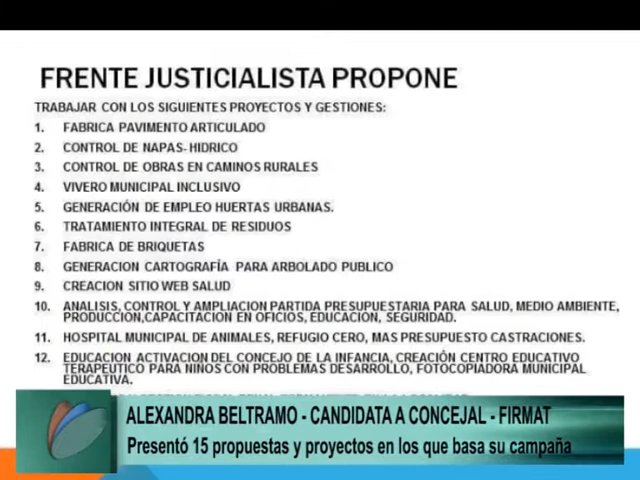 FRENTE JUSTICIALISTA PROPONE
TRABAJAR CON LOS SIGUIENTES PROYECTOS Y GESTIONES:
1. FABRICA PAVIMENTO ARTICULADO
2. CONTROL DE NAPAS- HIDRICO
3. CONTROL DE OBRAS EN CAMINOS RURALES
4. VIVERO MUNICIPAL INCLUSIVO
5. GENERACIÓN DE EMPLEO HUERTAS URBANAS.
6. TRATAMIENTO INTEGRAL DE RESIDUOS
7. FABRICA DE BRIQUETAS
8. GENERACION CARTOGRAFÍA PARA ARBOLADO PUBLICO
9. CREACION SITIO WEB SALUD
10. ANALISIS, CONTROL Y AMPLIACION PARTIDA PRESUPUESTARIA PARA SALUD, MEDIO AMBIENTE,
PRODUCCION,CAPACITACION EN OFICIOS, EDUCACION, SEGURIDAD.
11. HOSPITAL MUNICIPAL DE ANIMALES, REFUGIO CERO, MAS PRESUPUESTO CASTRACIONES.
12. EDUCACION ACTIVACION DEL CONCEJO DE LA INFANCIA, CREACIÓN CENTRO EDUCATIVO
TERAPEUTICO PARA NIÑOS CON PROBLEMAS DESARROLLO, FOTOCOPIADORA MUNICIPAL
EDUCATIVA.
ALEXANDRA BELTRAMO - CANDIDATA A CONCEJAL - FIRMAT
Presentó 15 propuestas y proyectos en los que basa su campaña